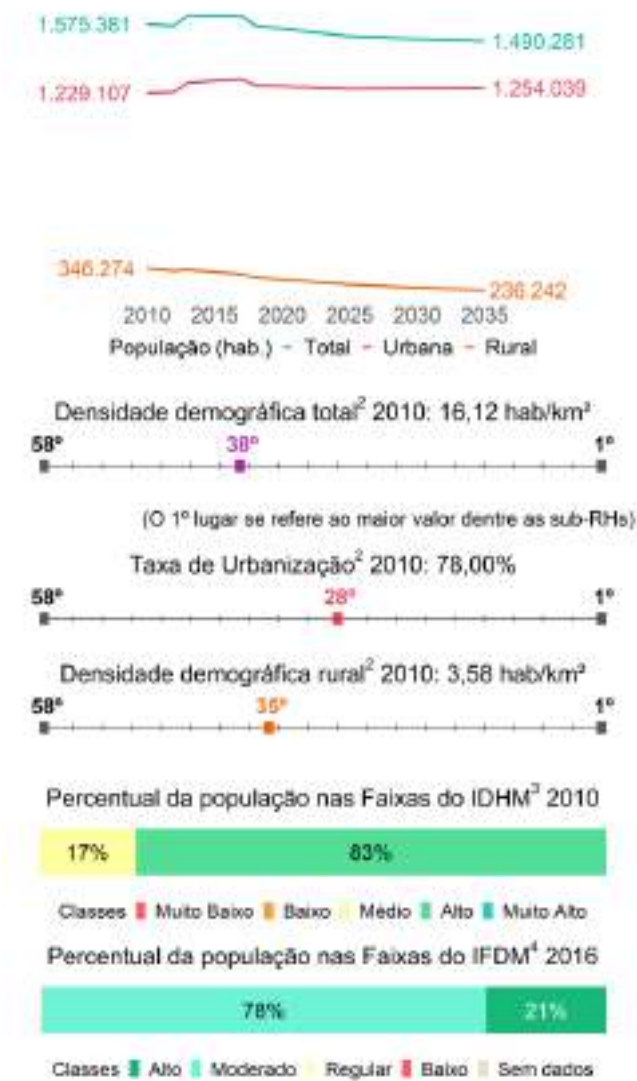 1.575.381
1.490.281
1.229.107
1.254.039
346.274
236.242
2010 2015 2020 2025 2030 2035
População (hab.) - Total - Urbana - Rural
Densidade demográfica total² 2010: 16,12 hab/km²
58º 38º 1º
(O 1º lugar se refere ao maior valor dentre as sub-RHs)
Taxa de Urbanização² 2010: 78,00%
58º 28º 1º
Densidade demográfica rural² 2010: 3,58 hab/km²
58º 35º 1º
Percentual da população nas Faixas do IDHM³ 2010
17% 83%
Classes Muito Baixo Baixo Médio Alto Muito Alto
Percentual da população nas Faixas do IFDM⁴ 2016
78% 21%
Classes Alto Moderado Regular Baixo Sem dados